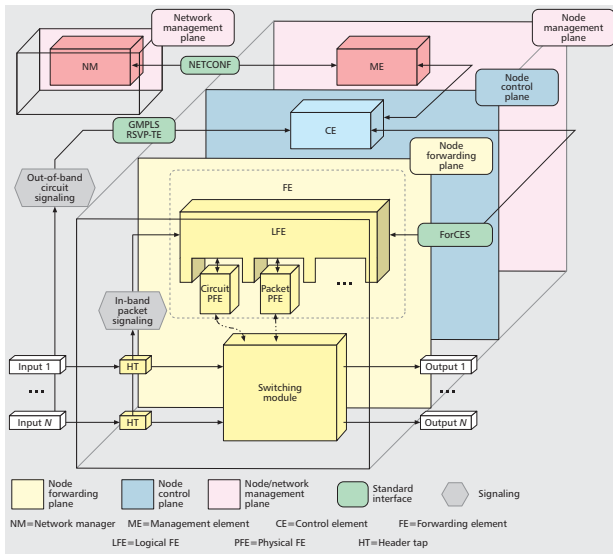 Network
management
plane
Node
management
plane
NM
NETCONF
ME
Node
control
plane
GMPLS
RSVP-TE
CE
Node
forwarding
plane
Out-of-band
circuit
signaling
FE
LFE
ForCES
Circuit
PFE
Packet
PFE
...
In-band
packet
signaling
Input 1
HT
Output 1
...
Switching
module
...
Input N
HT
Output N
Node
forwarding
plane
Node
control
plane
Node/network
management
plane
Standard
interface
Signaling
NM=Network manager ME=Management element CE=Control element FE=Forwarding element
LFE=Logical FE PFE=Physical FE HT=Header tap